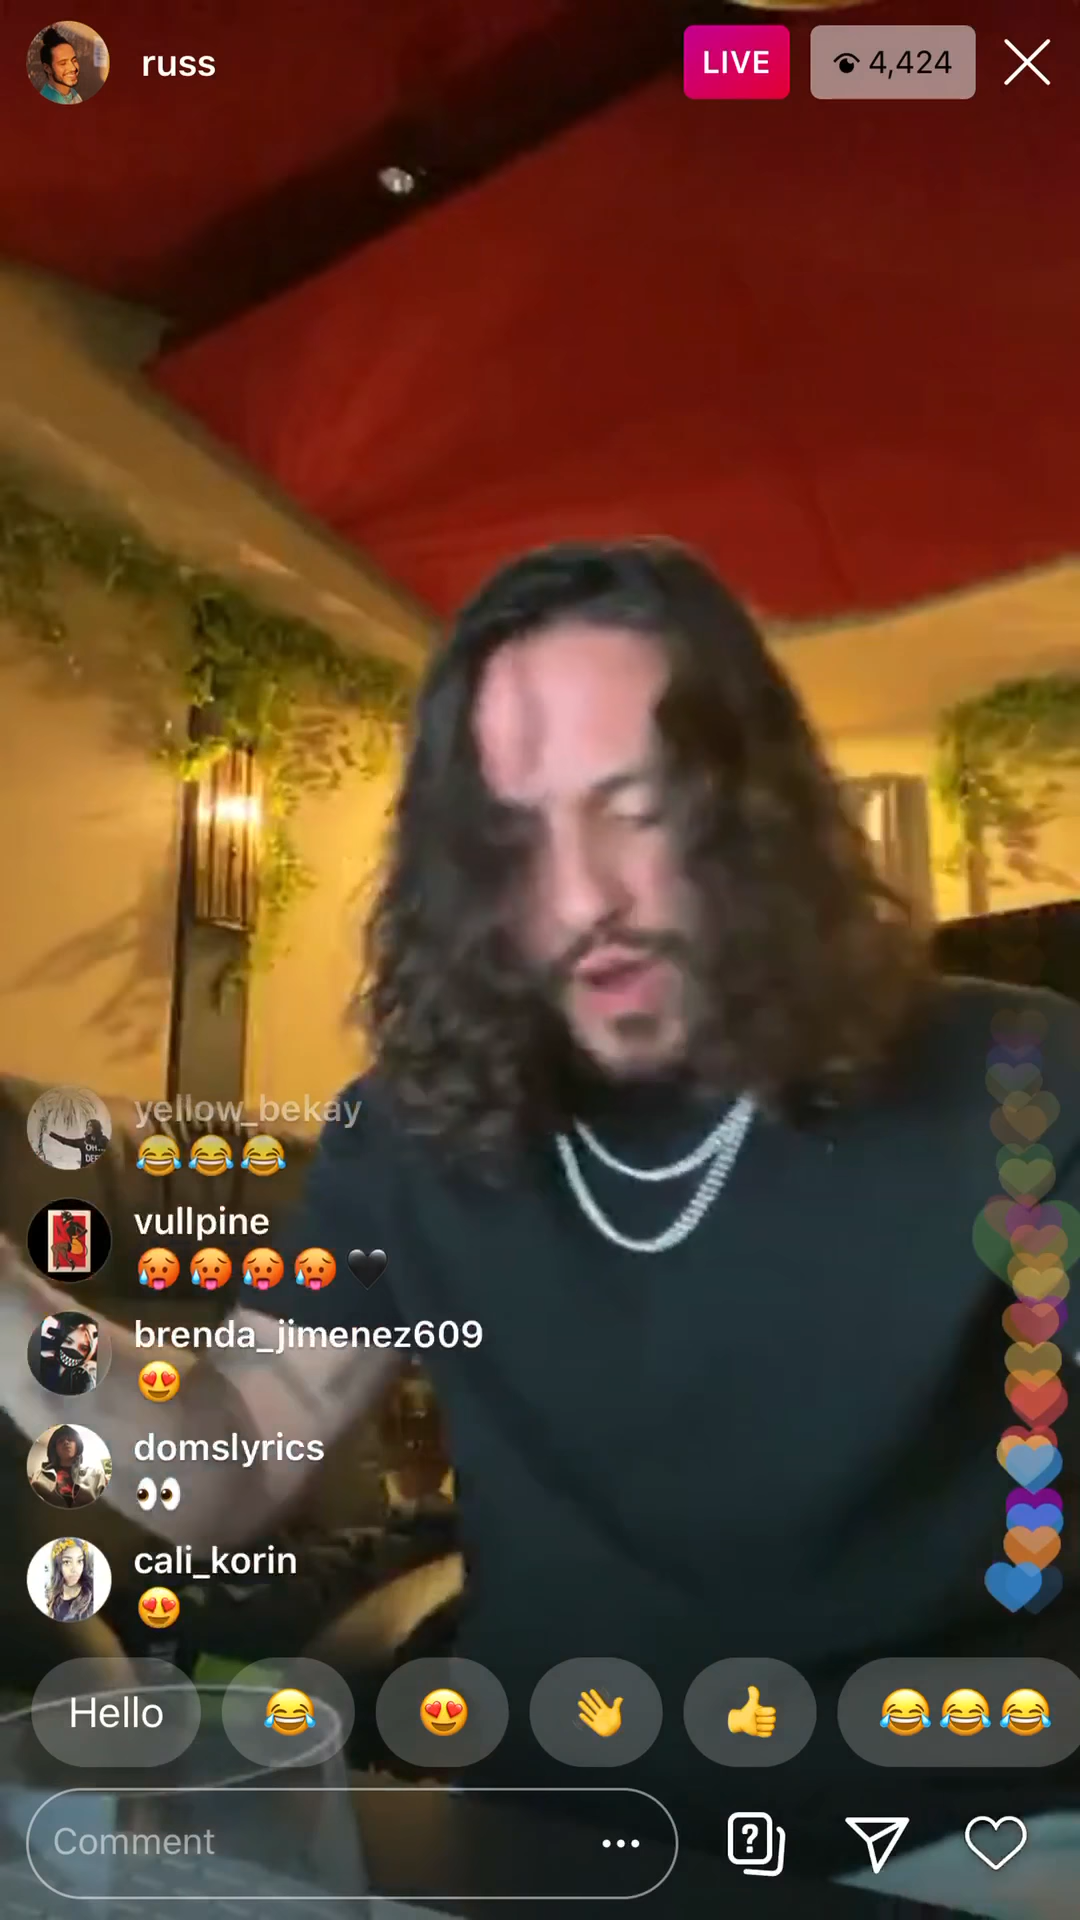 russ
LIVE
4,424
yellow_bekay
😂😂😂
vullpine
🥵🥵🥵🥵🖤
brenda_jimenez609
😍
domslyrics
👀
cali_korin
😍
Hello 😂 😍 👋 👍 😂😂😂
Comment